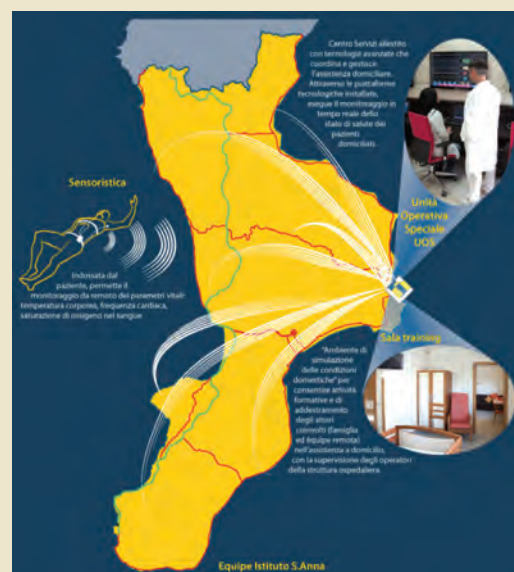 Centro Servizi allestito
con tecnologie avanzate che
coordina e gestisce
l'assistenza domiciliare.
Attraverso le piattaforme
tecnologiche installate,
esegue il monitoraggio in
tempo reale dello
stato di salute dei
pazienti
domiciliati.
Sensoristica
Unità
Operativa
Speciale
UOS
Indossata dal
paziente, permette il
monitoraggio da remoto dei parametri vitali:
temperatura corporeo, frequenza cardiaca,
saturazione di ossigeno nel sangue
Sala training
"Ambiente di
simulazione
delle condizioni
domestiche" per
consentire attività
formative e di
addestramento
degli attori
coinvolti (famiglia
ed équipe remota)
nell'assistenza a domicilio,
con la supervisione degli operatori
della struttura ospedaliera.
Equipe Istituto S.Anna